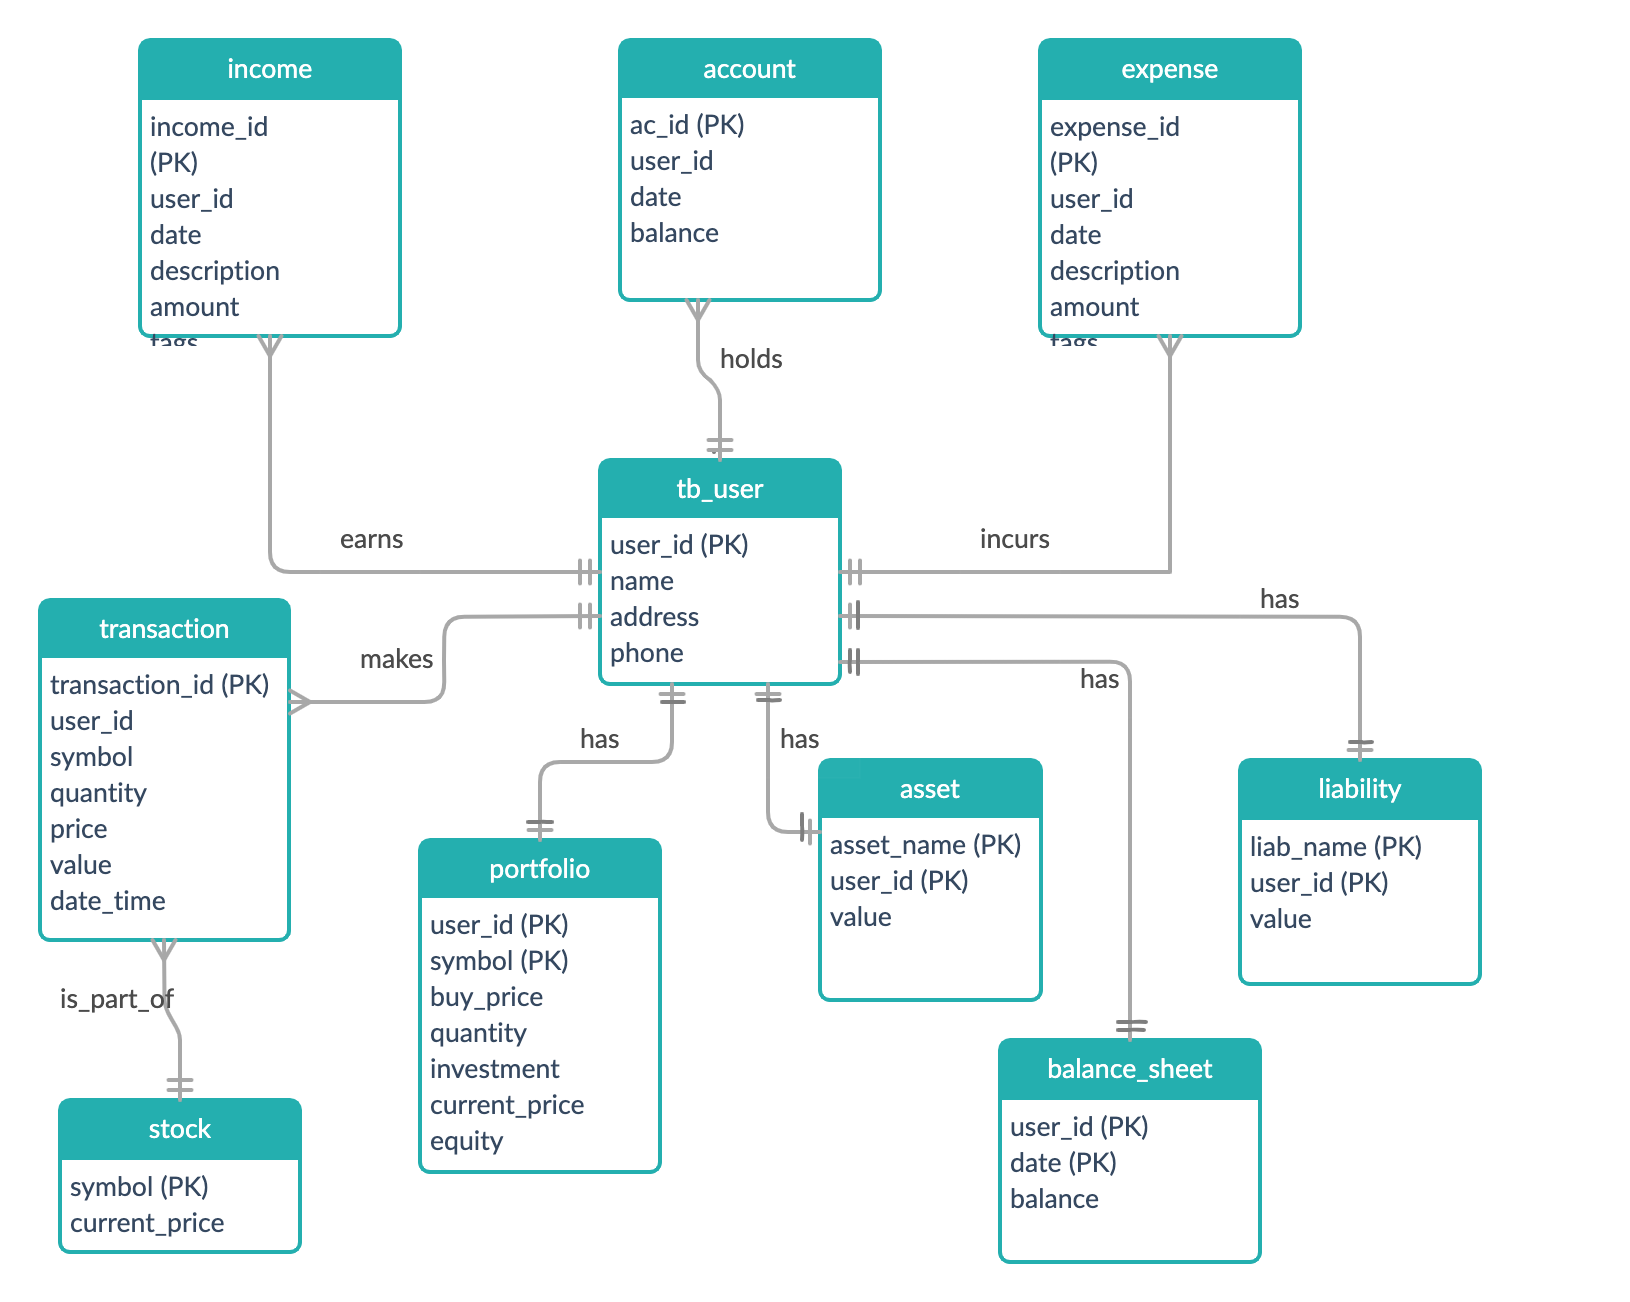 income
income_id
(PK)
user_id
date
description
amount
tags
account
ac_id (PK)
user_id
date
balance
expense
expense_id
(PK)
user_id
date
description
amount
tags
holds
earns
incurs
tb_user
user_id (PK)
name
address
phone
has
has
makes
transaction
transaction_id (PK)
user_id
symbol
quantity
price
value
date_time
has
has
portfolio
user_id (PK)
symbol (PK)
buy_price
quantity
investment
current_price
equity
asset
asset_name (PK)
user_id (PK)
value
liability
liab_name (PK)
user_id (PK)
value
is_part_of
stock
symbol (PK)
current_price
balance_sheet
user_id (PK)
date (PK)
balance